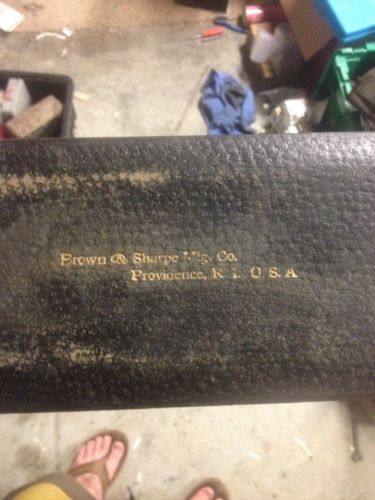 Brown & Sharpe Mfg. Co.
Providence, R. I. U S A